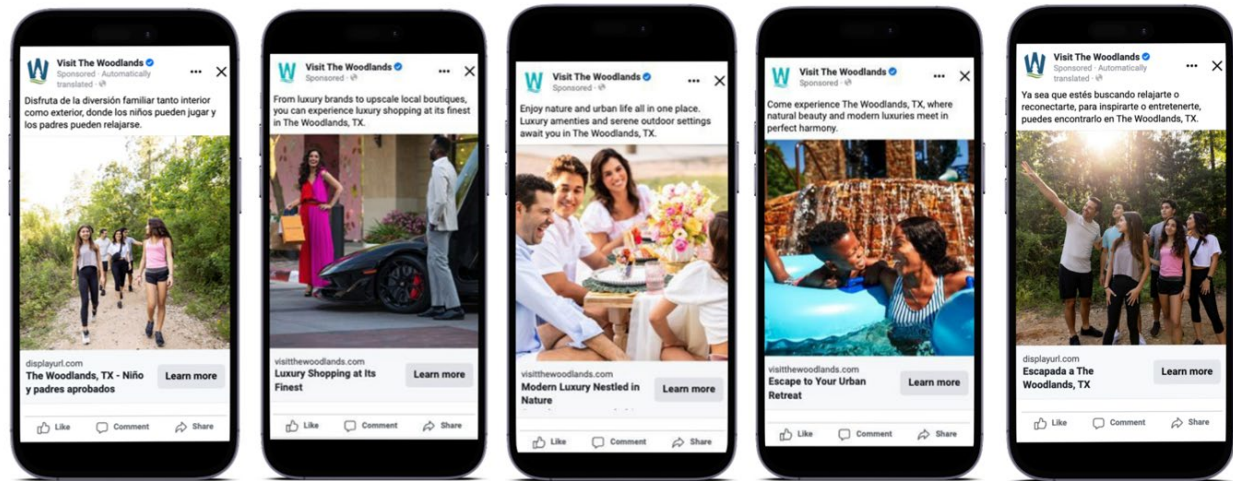 Visit The Woodlands
Sponsored · Automatically
translated ·
Disfruta de la diversión familiar tanto interior
como exterior, donde los niños pueden jugar y
los padres pueden relajarse.
displayurl.com
The Woodlands, TX - Niño
y padres aprobados
Learn more
Like
Comment
Share
Visit The Woodlands
Sponsored ·
From luxury brands to upscale local boutiques,
you can experience luxury shopping at its finest
in The Woodlands, TX.
visitthewoodlands.com
Luxury Shopping at Its
Finest
Learn more
Like
Comment
Share
Visit The Woodlands
Sponsored ·
Enjoy nature and urban life all in one place.
Luxury amenties and serene outdoor settings
await you in The Woodlands, TX.
visitthewoodlands.com
Modern Luxury Nestled in
Nature
Learn more
Like
Comment
Share
Visit The Woodlands
Sponsored ·
Come experience The Woodlands, TX, where
natural beauty and modern luxuries meet in
perfect harmony.
visitthewoodlands.com
Escape to Your Urban
Retreat
Learn more
Like
Comment
Share
Visit The Woodlands
Sponsored · Automatically
translated ·
Ya sea que estés buscando relajarte o
reconectarte, para inspirarte o entretenerte,
puedes encontrarlo en The Woodlands, TX.
displayurl.com
Escapada a The
Woodlands, TX
Learn more
Like
Comment
Share